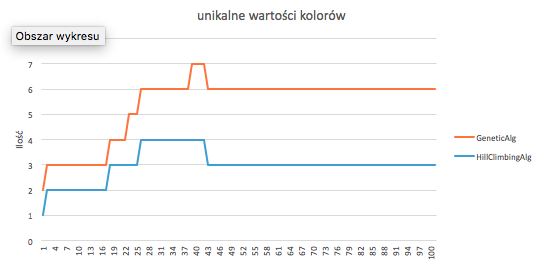 unikalne wartości kolorów
Obszar wykresu
7
6
5
4
3
2
1
0
Ilość
GeneticAlg
HillClimbingAlg
1 4 7 10 13 16 19 22 25 28 31 34 37 40 43 46 49 52 55 58 61 64 67 70 73 76 79 82 85 88 91 94 97 100